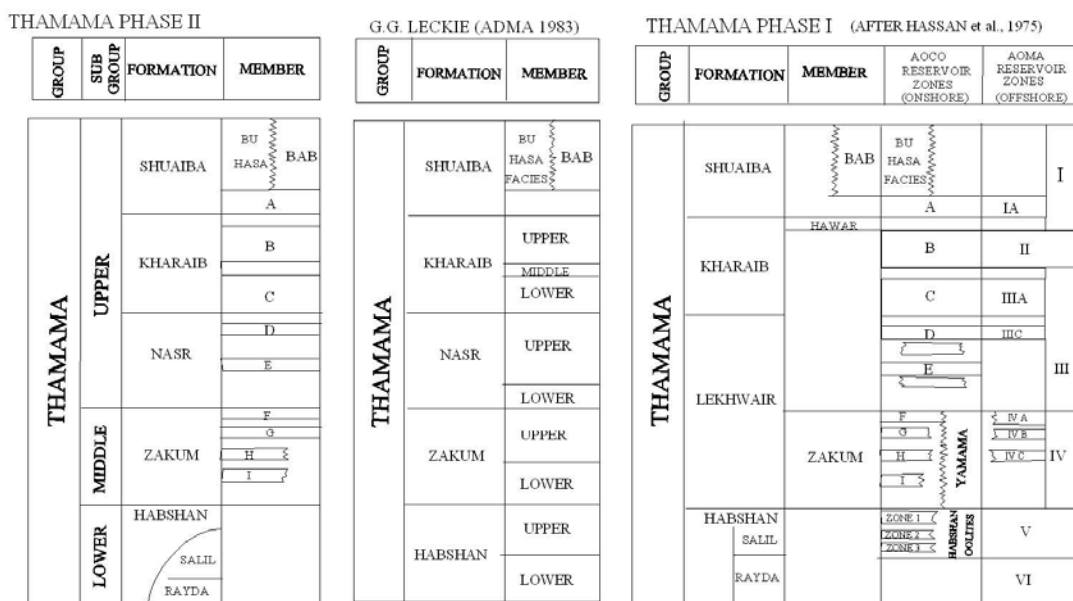 THAMAMA PHASE II
GROUP
SUB GROUP
FORMATION
MEMBER
THAMAMA
UPPER
SHUAIBA
BU
HASA
BAB
A
KHARAIB
B
C
NASR
D
E
MIDDLE
ZAKUM
F
G
H
I
LOWER
HABSHAN
SALIL
RAYDA
G.G. LECKIE (ADMA 1983)
GROUP
FORMATION
MEMBER
THAMAMA
SHUAIBA
BU
HASA
FACIES
BAB
KHARAIB
UPPER
MIDDLE
LOWER
NASR
UPPER
LOWER
ZAKUM
UPPER
LOWER
HABSHAN
UPPER
LOWER
THAMAMA PHASE I (AFTER HASSAN et al., 1975)
GROUP
FORMATION
MEMBER
AOCO
RESERVOIR
ZONES
(ONSHORE)
AOMA
RESERVOIR
ZONES
(OFFSHORE)
THAMAMA
SHUAIBA
BAB
BU
HASA
FACIES
I
A
IA
HAWAR
KHARAIB
B
II
C
IIIA
D
IIIC
E
III
LEKHWAIR
ZAKUM
F
G
H
I
YAMAMA
IV A
IV B
IV C
IV
HABSHAN
SALIL
RAYDA
ZONE 1
ZONE 2
ZONE 3
HABSHAN
OOLITES
V
VI